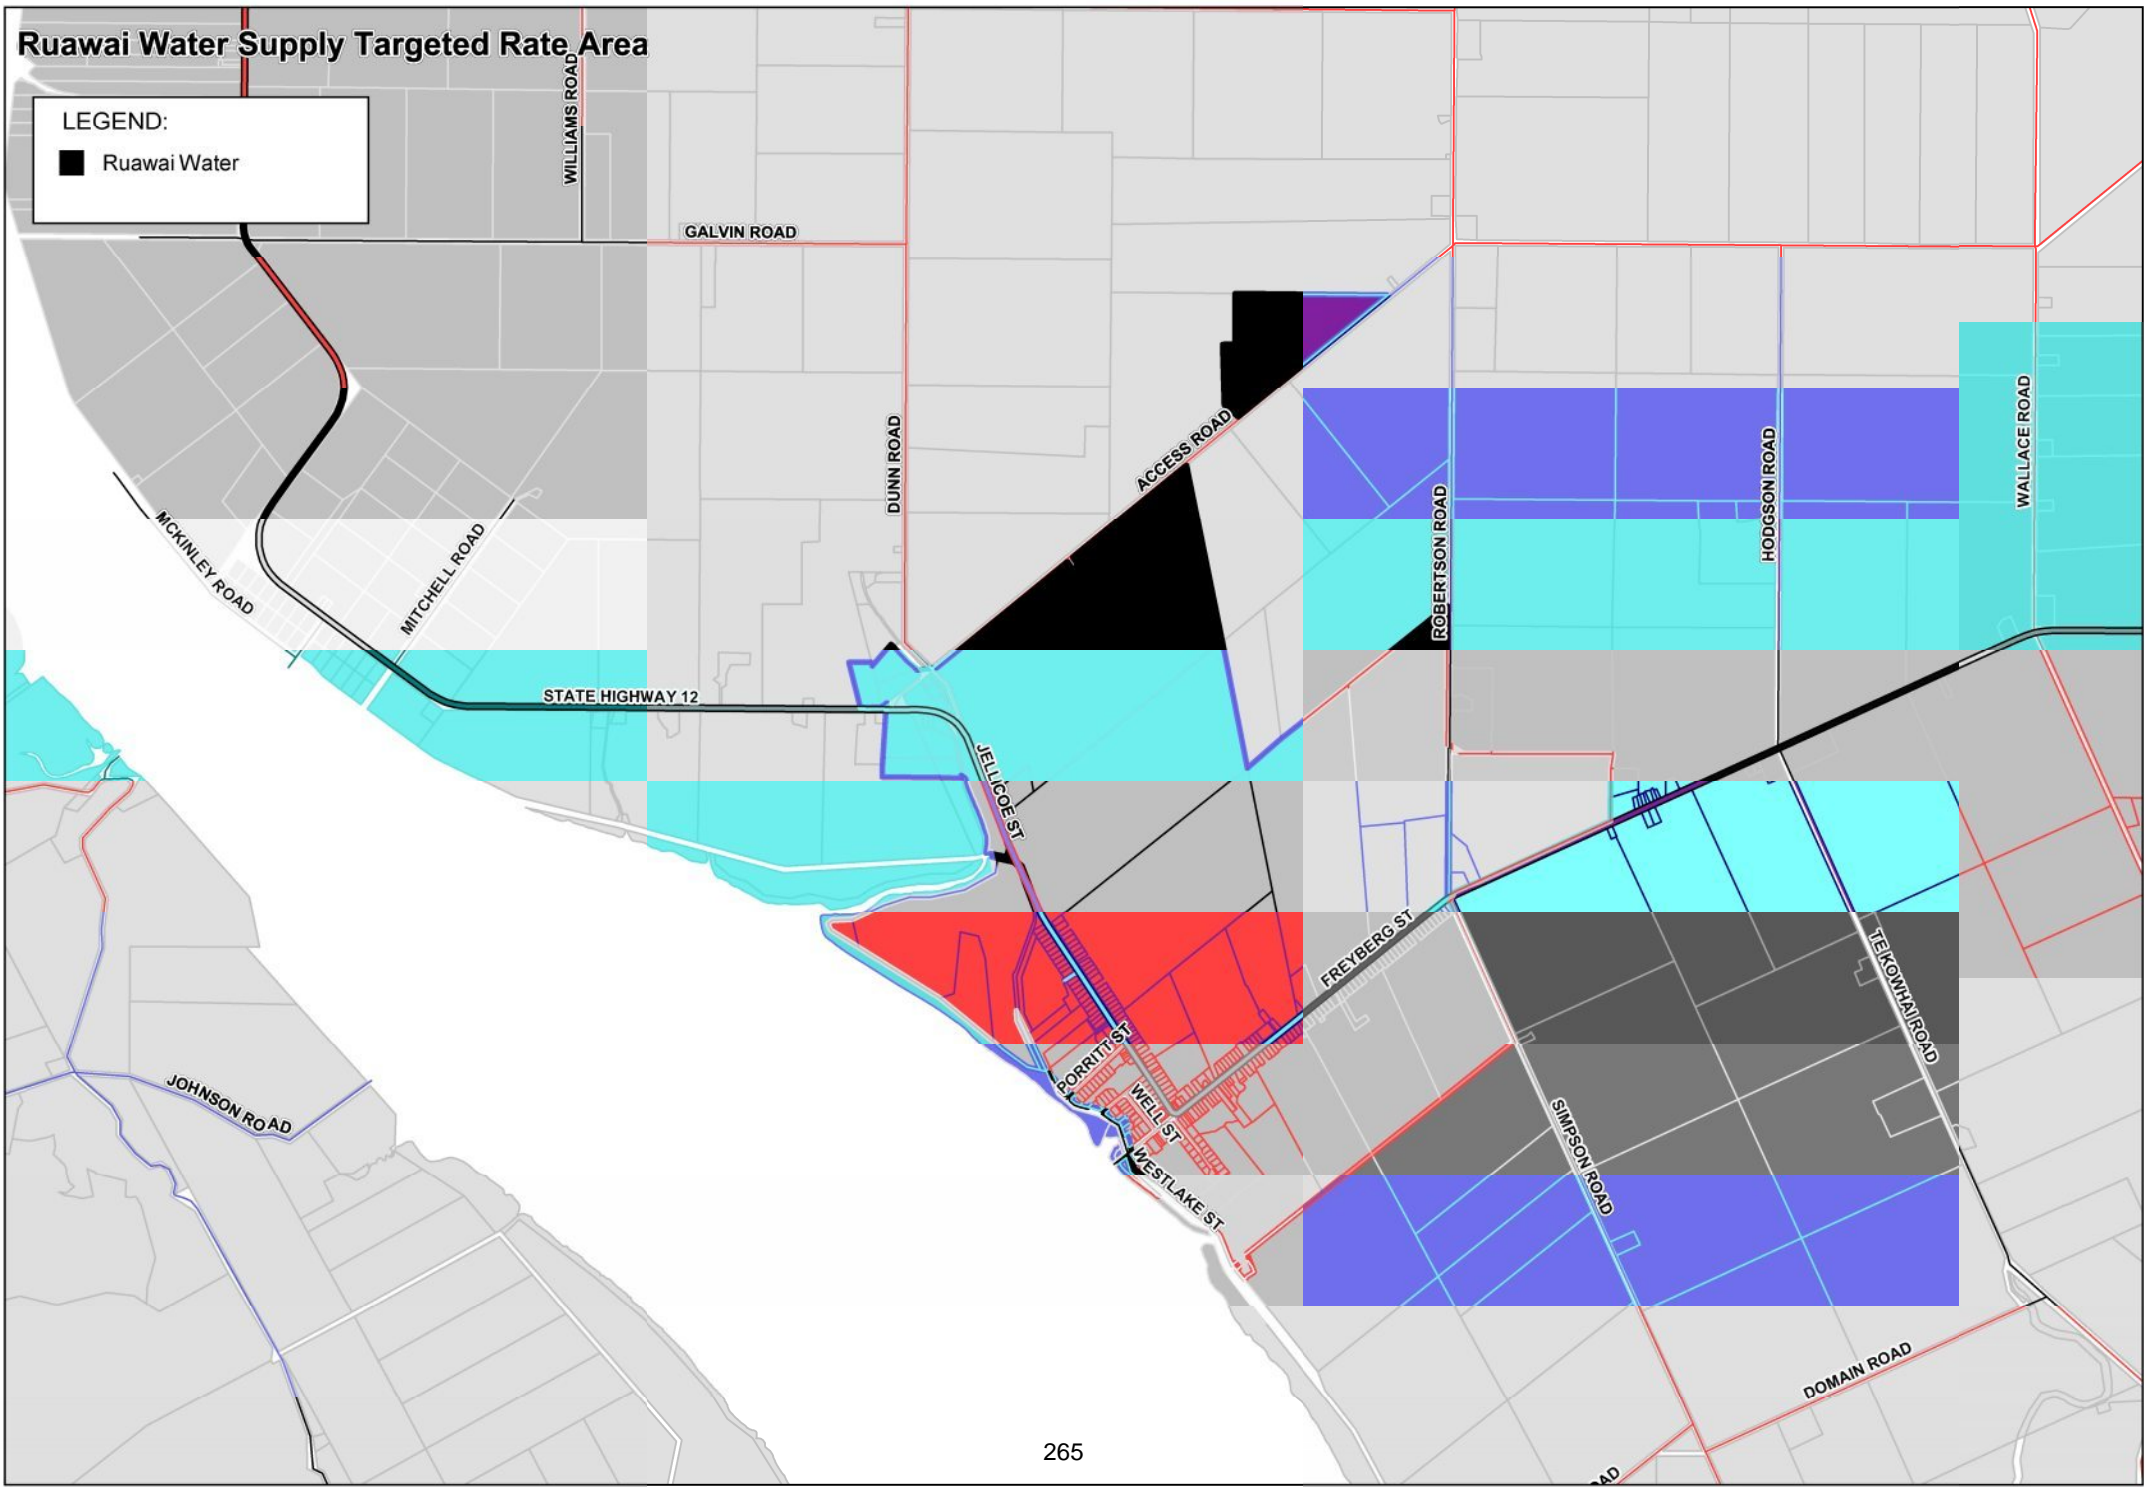 Ruawai Water Supply Targeted Rate Area
LEGEND:
Ruawai Water
WILLIAMS ROAD
GALVIN ROAD
DUNN ROAD
ACCESS ROAD
ROBERTSON ROAD
HODGSON ROAD
WALLACE ROAD
MCKINLEY ROAD
MITCHELL ROAD
STATE HIGHWAY 12
JELLICOE ST
FREYBERG ST
TE KOWHAI ROAD
PORRITT ST
WELL ST
WESTLAKE ST
SIMPSON ROAD
JOHNSON ROAD
DOMAIN ROAD
OAD
265